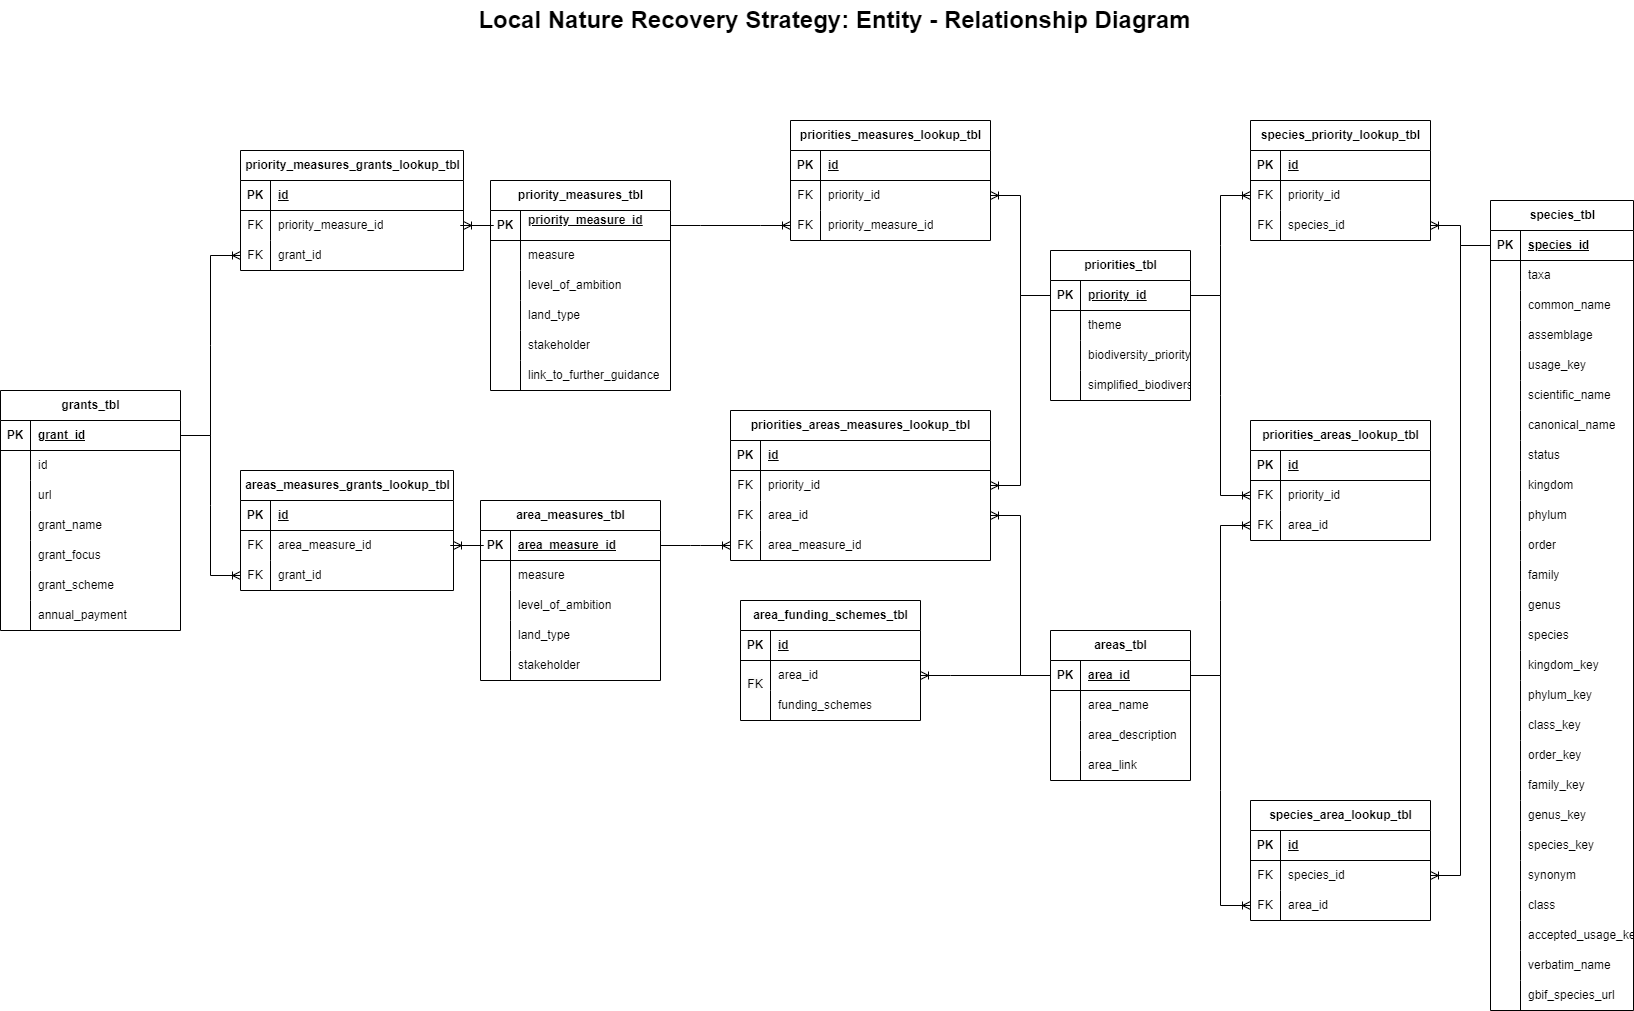 Local Nature Recovery Strategy: Entity - Relationship Diagram
priority_measures_grants_lookup_tbl
PK id
FK priority_measure_id
FK grant_id
priority_measures_tbl
PK priority_measure_id
measure
level_of_ambition
land_type
stakeholder
link_to_further_guidance
priorities_measures_lookup_tbl
PK id
FK priority_id
FK priority_measure_id
species_priority_lookup_tbl
PK id
FK priority_id
FK species_id
species_tbl
PK species_id
taxa
common_name
assemblage
usage_key
scientific_name
canonical_name
status
kingdom
phylum
order
family
genus
species
kingdom_key
phylum_key
class_key
order_key
family_key
genus_key
species_key
synonym
class
accepted_usage_ke
verbatim_name
gbif_species_url
priorities_tbl
PK priority_id
theme
biodiversity_priority
simplified_biodivers
grants_tbl
PK grant_id
id
url
grant_name
grant_focus
grant_scheme
annual_payment
areas_measures_grants_lookup_tbl
PK id
FK area_measure_id
FK grant_id
area_measures_tbl
PK area_measure_id
measure
level_of_ambition
land_type
stakeholder
priorities_areas_measures_lookup_tbl
PK id
FK priority_id
FK area_id
FK area_measure_id
priorities_areas_lookup_tbl
PK id
FK priority_id
FK area_id
area_funding_schemes_tbl
PK id
FK area_id
funding_schemes
areas_tbl
PK area_id
area_name
area_description
area_link
species_area_lookup_tbl
PK id
FK species_id
FK area_id